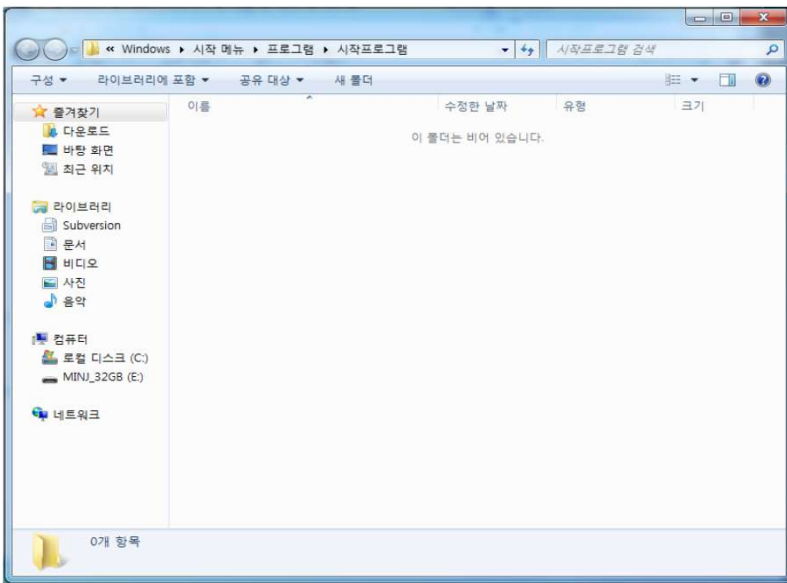 « Windows ▸ 시작 메뉴 ▸ 프로그램 ▸ 시작프로그램
시작프로그램 검색
구성 라이브러리에 포함 공유 대상 새 폴더
이름 수정한 날짜 유형 크기
이 폴더는 비어 있습니다.
즐겨찾기
다운로드
바탕 화면
최근 위치
라이브러리
Subversion
문서
비디오
사진
음악
컴퓨터
로컬 디스크 (C:)
MINJ_32GB (E:)
네트워크
0개 항목